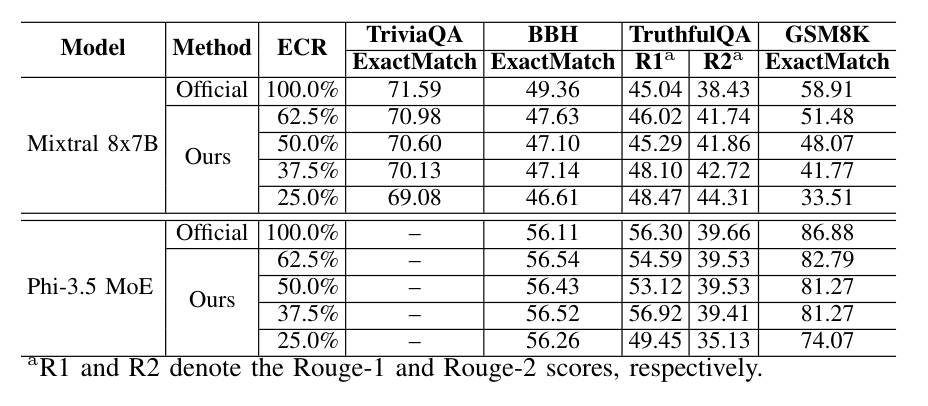 Model Method ECR TriviaQA BBH TruthfulQA GSM8K
ExactMatch ExactMatch R1a R2a ExactMatch
Mixtral 8x7B Official 100.0% 71.59 49.36 45.04 38.43 58.91
Ours 62.5% 70.98 47.63 46.02 41.74 51.48
50.0% 70.60 47.10 45.29 41.86 48.07
37.5% 70.13 47.14 48.10 42.72 41.77
25.0% 69.08 46.61 48.47 44.31 33.51
Phi-3.5 MoE Official 100.0% – 56.11 56.30 39.66 86.88
Ours 62.5% – 56.54 54.59 39.53 82.79
50.0% – 56.43 53.12 39.53 81.27
37.5% – 56.52 56.92 39.41 81.27
25.0% – 56.26 49.45 35.13 74.07
aR1 and R2 denote the Rouge-1 and Rouge-2 scores, respectively.